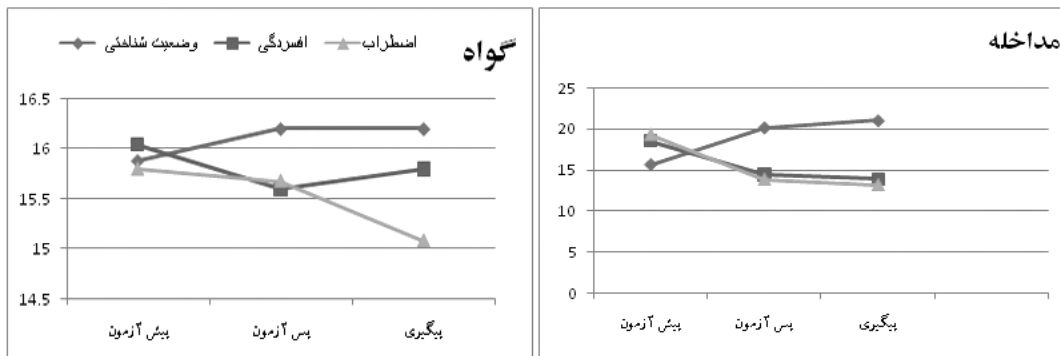 وضعیت شناختی افسردگی اضطراب
گواه
16.5
16
15.5
15
14.5
پیش آزمون پس آزمون پیگیری
مداخله
25
20
15
10
5
0
پیش آزمون پس آزمون پیگیری